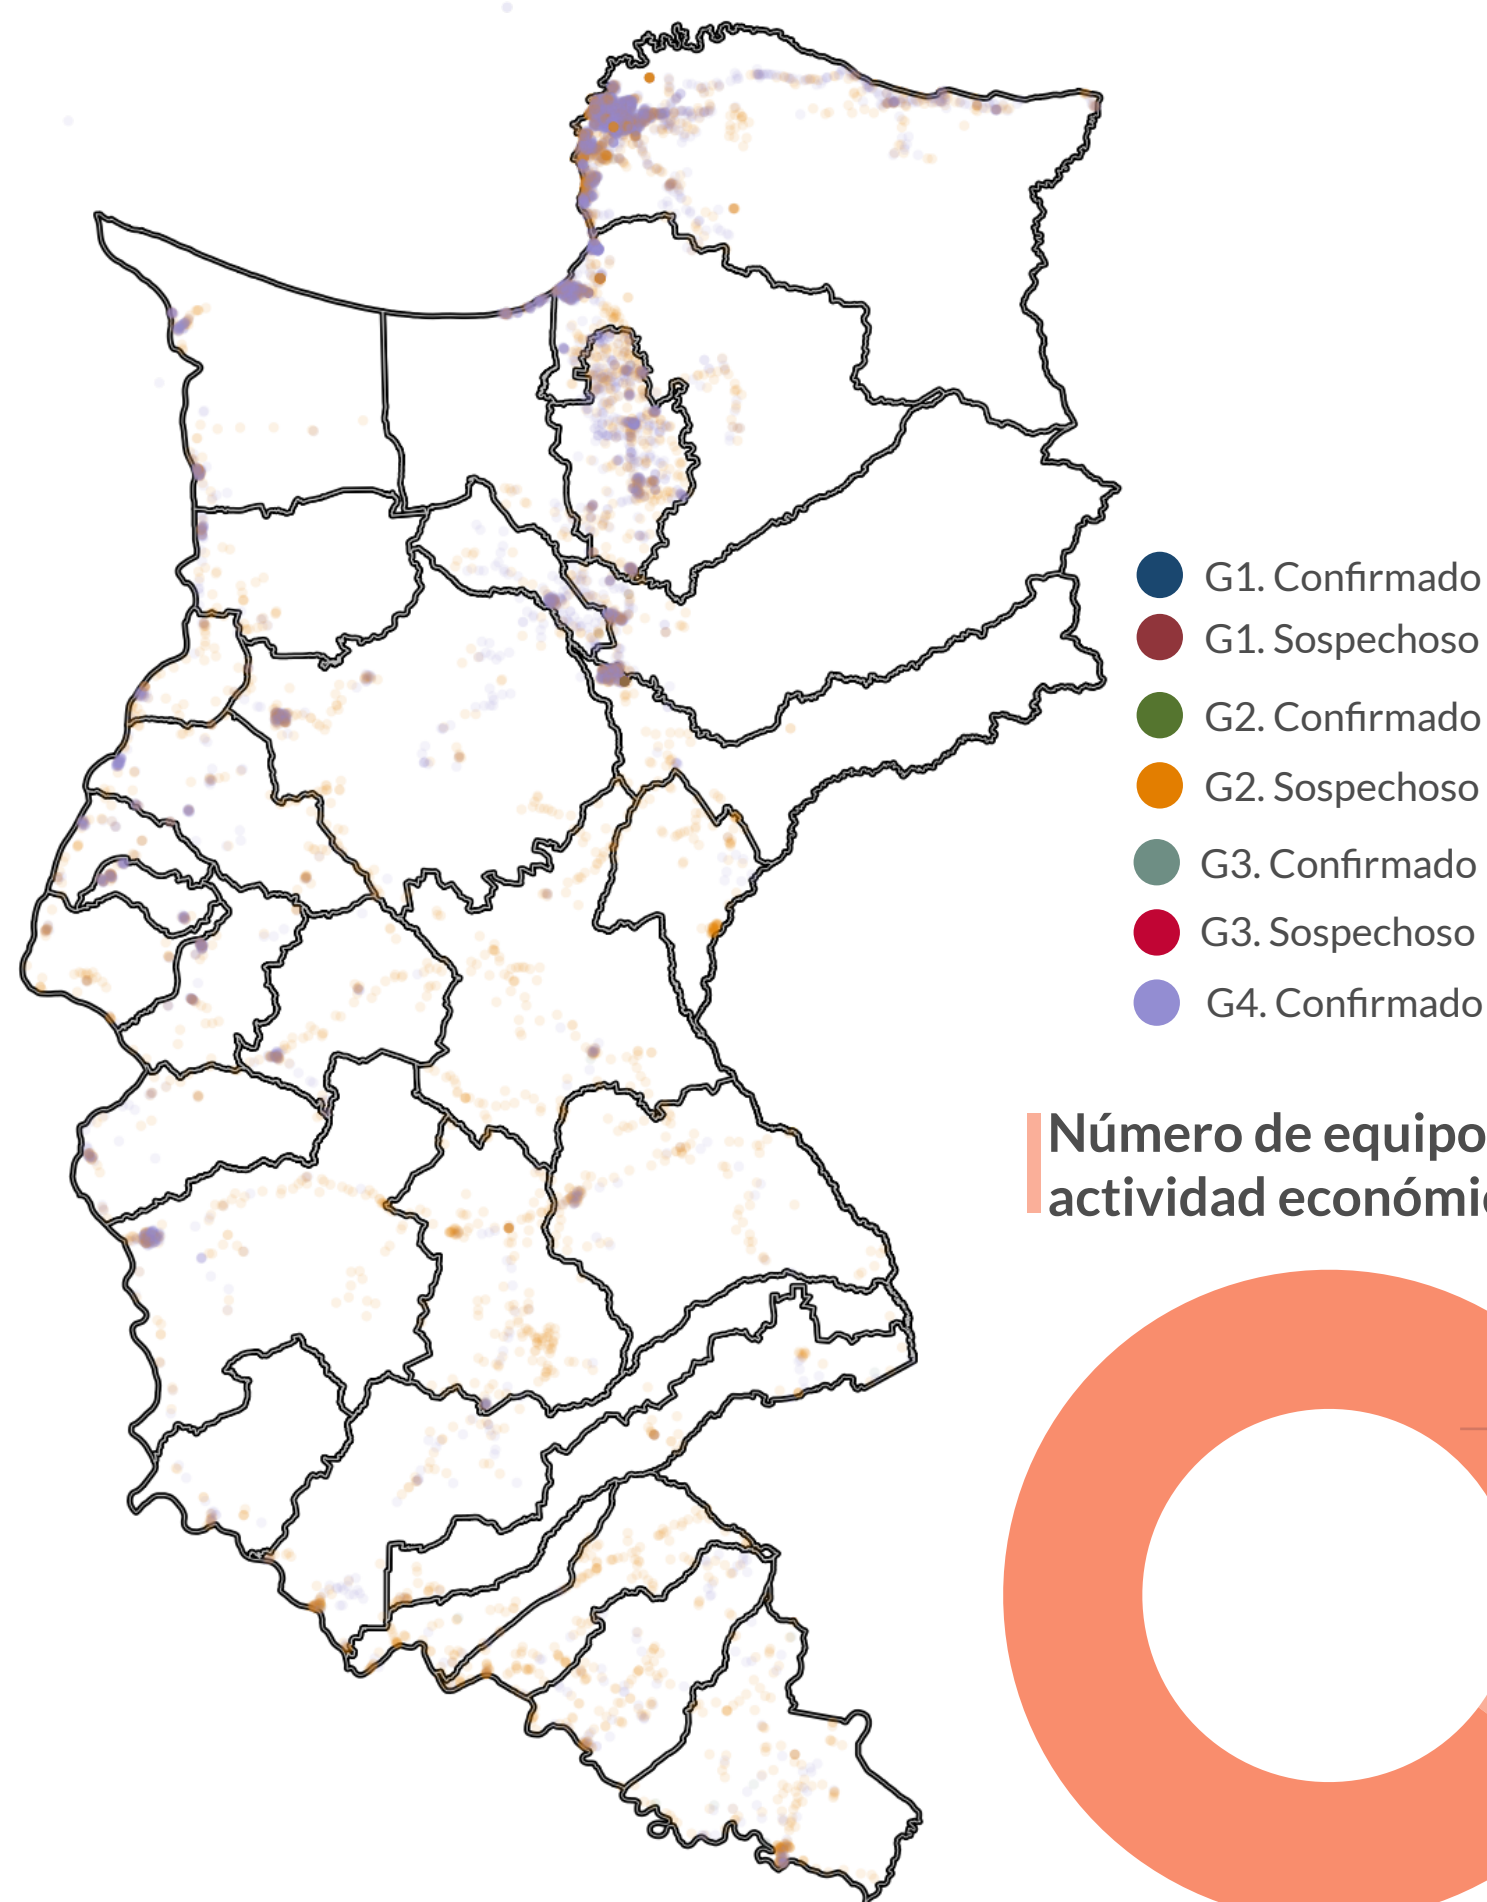 G1. Confirmado
G1. Sospechoso
G2. Confirmado
G2. Sospechoso
G3. Confirmado
G3. Sospechoso
G4. Confirmado
Número de equipo
actividad económi